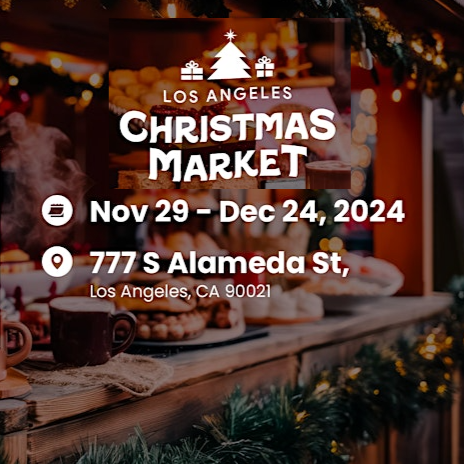 LOS ANGELES
CHRISTMAS
MARKET
Nov 29 - Dec 24, 2024
777 S Alameda St,
Los Angeles, CA 90021